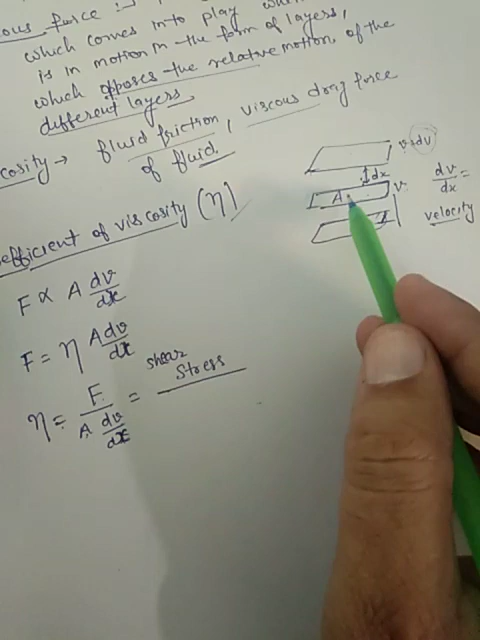 ous force :-
which comes into play
is in motion in the form of layers,
which opposes the relative motion of the
different layers
cosity → fluid friction, viscous drag force
of fluid.
efficient of viscosity (η)
v+dv
dx
A
v
dv/dx =
velocity
F ∝ A dv/dx
F = η A dv/dx
η = F / A dv/dx = shear stress